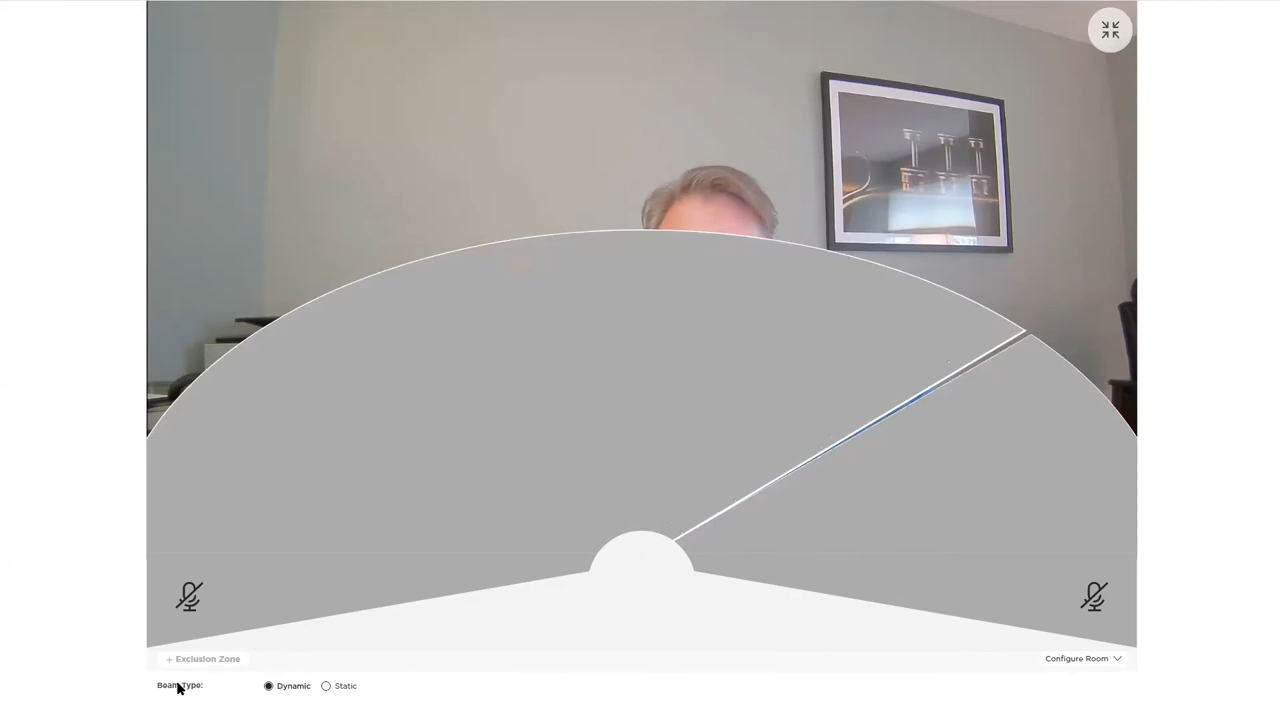 + Exclusion Zone
Configure Room
Beam Type:
Dynamic
Static